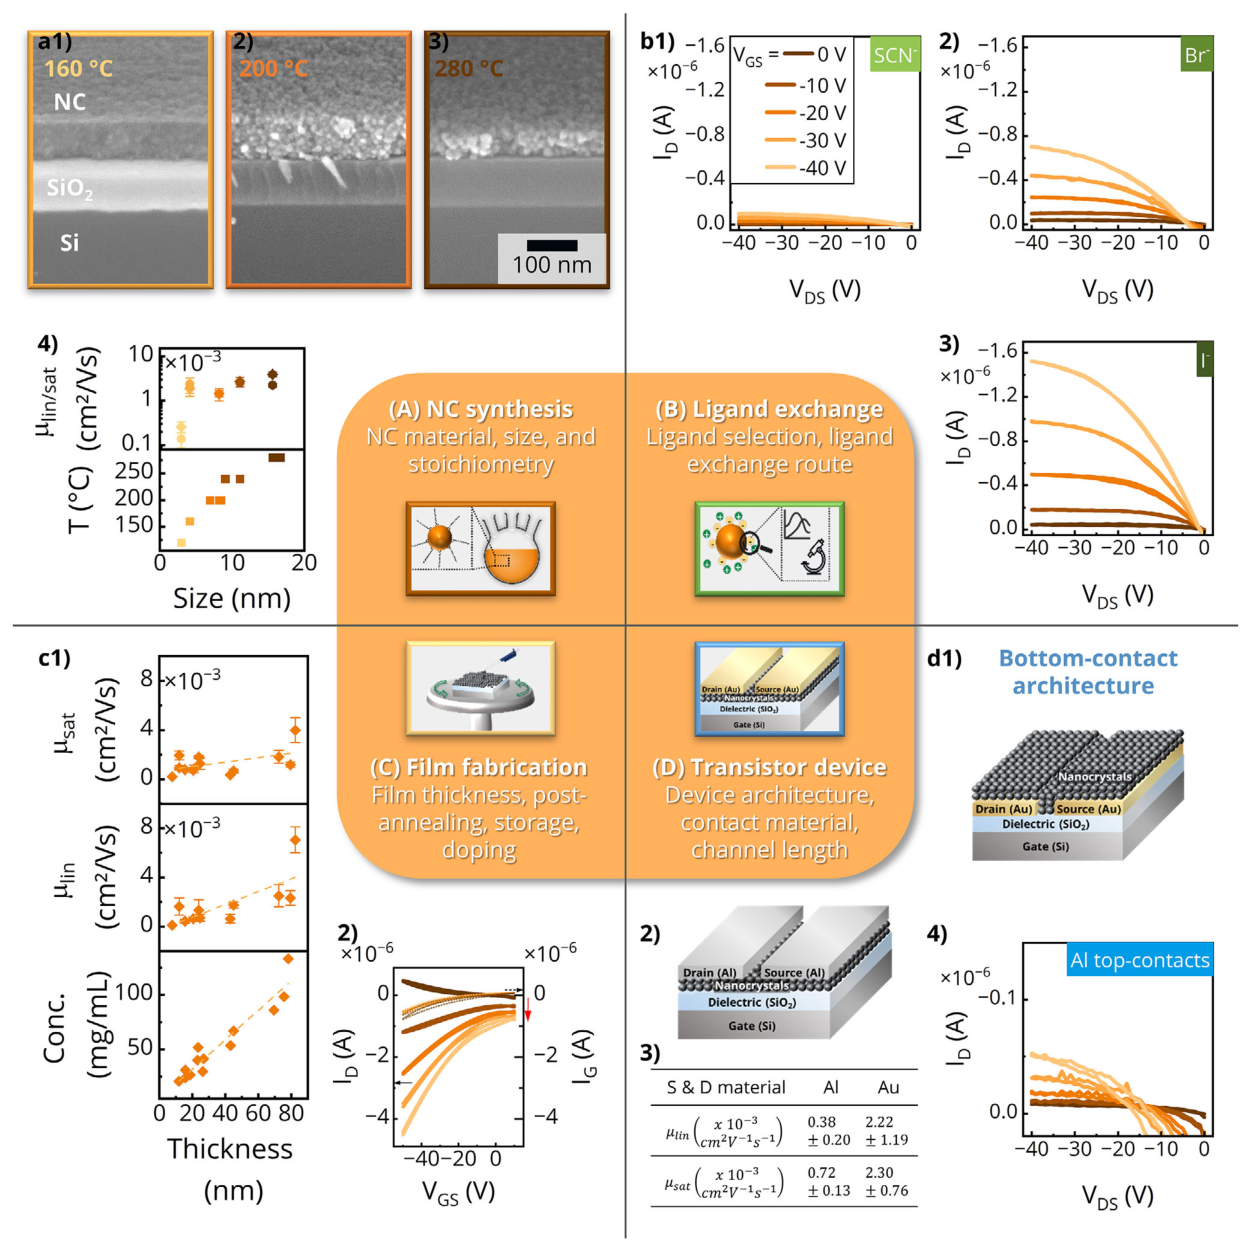 a1)
160 °C
NC
SiO2
Si
2)
200 °C
3)
280 °C
100 nm
4)
10
×10−3
1
0.1
μlin/sat
(cm²/Vs)
250
200
150
T (°C)
0 10 20
Size (nm)
b1)
SCN-
VGS = 0 V
-10 V
-20 V
-30 V
-40 V
−1.6
×10−6
−1.2
−0.8
−0.4
0.0
ID (A)
−40 −30 −20 −10 0
VDS (V)
2)
Br-
−1.6
×10−6
−1.2
−0.8
−0.4
0.0
ID (A)
−40 −30 −20 −10 0
VDS (V)
3)
I-
−1.6
×10−6
−1.2
−0.8
−0.4
0.0
ID (A)
−40 −30 −20 −10 0
VDS (V)
(A) NC synthesis
NC material, size, and
stoichiometry
(B) Ligand exchange
Ligand selection, ligand
exchange route
Drain (Au) Source (Au)
Nanocrystals
Dielectric (SiO2)
Gate (Si)
(C) Film fabrication
Film thickness, post-
annealing, storage,
doping
(D) Transistor device
Device architecture,
contact material,
channel length
c1)
8 ×10−3
4
0
μsat
(cm²/Vs)
8 ×10−3
4
0
μlin
(cm²/Vs)
100
50
Conc.
(mg/mL)
0 20 40 60 80
Thickness
(nm)
2)
×10−6
×10−6
0
−2
−4
ID (A)
0
−2
−4
IG (A)
−40 −20 0
VGS (V)
d1)
Bottom-contact
architecture
Nanocrystals
Drain (Au) Source (Au)
Dielectric (SiO2)
Gate (Si)
2)
Drain (Al) Source (Al)
Nanocrystals
Dielectric (SiO2)
Gate (Si)
3)
S & D material Al Au
μlin (x 10−3 cm²V−1s−1) 0.38 ± 0.20 2.22 ± 1.19
μsat (x 10−3 cm²V−1s−1) 0.72 ± 0.13 2.30 ± 0.76
4)
Al top-contacts
×10−6
−0.1
0.0
ID (A)
−40 −30 −20 −10 0
VDS (V)